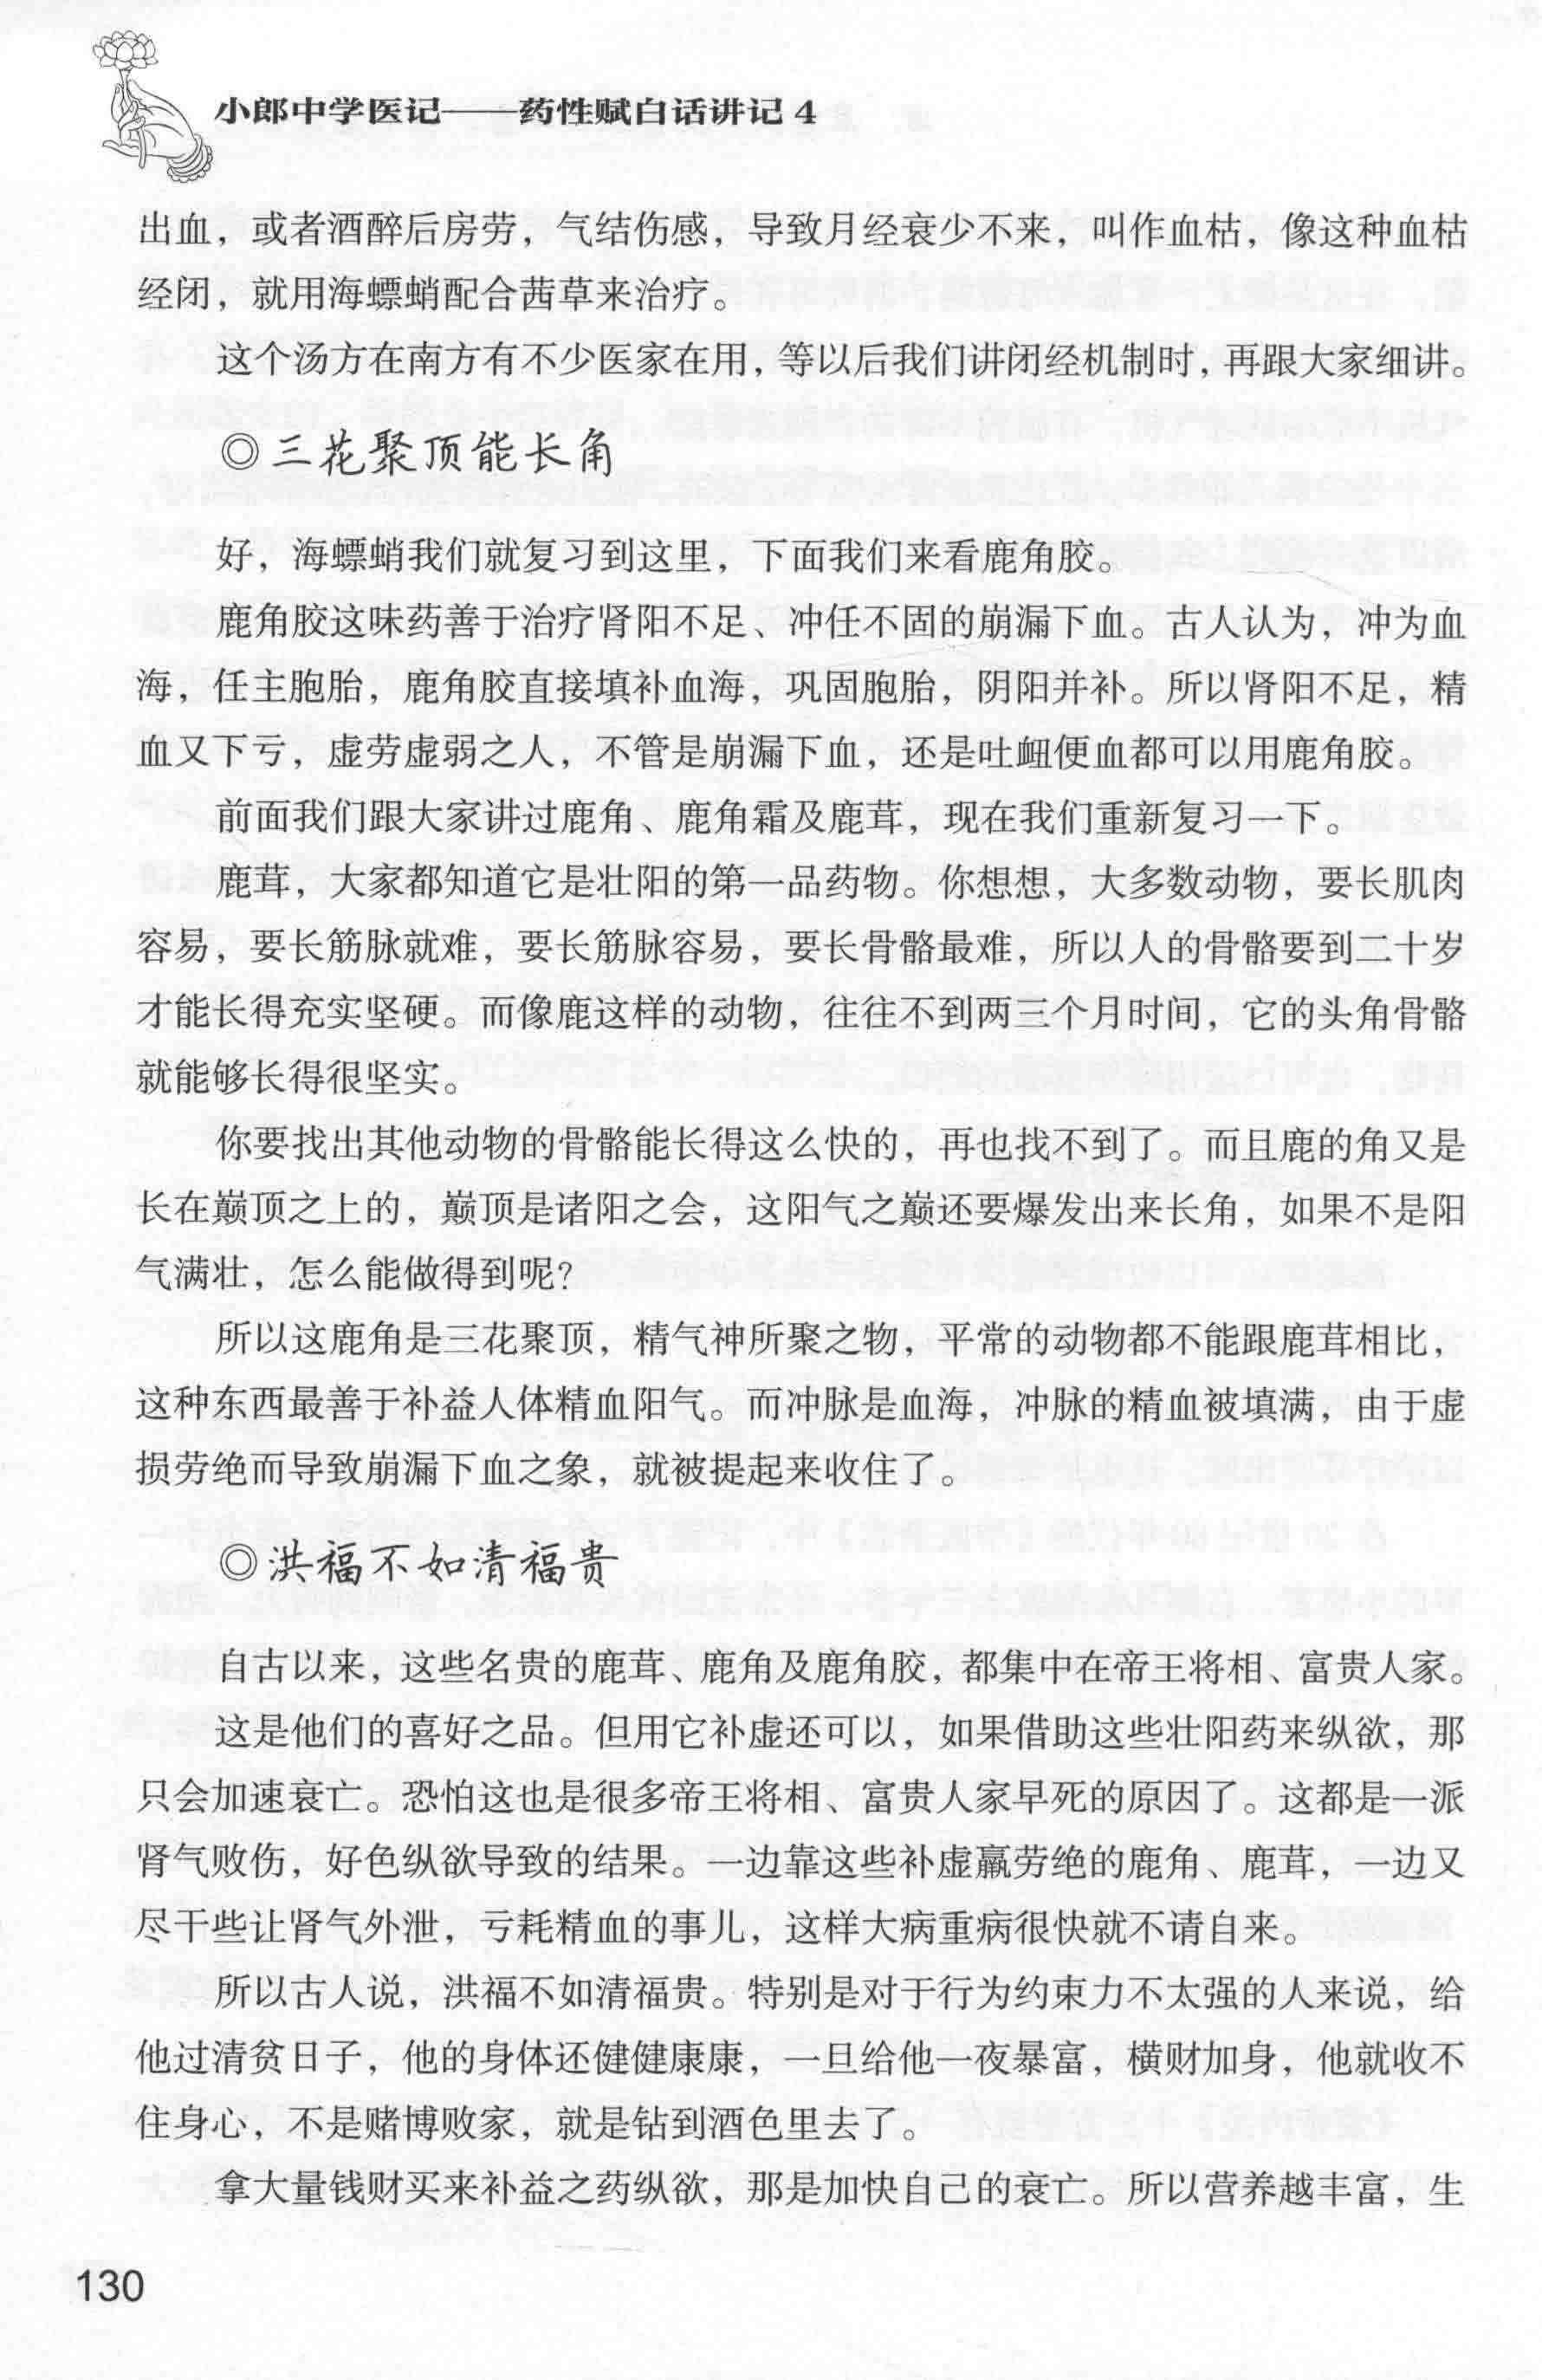 小郎中学医记——药性赋白话讲记4
出血，或者酒醉后房劳，气结伤感，导致月经衰少不来，叫作血枯，像这种血枯
经闭，就用海螵蛸配合茜草来治疗。
这个汤方在南方有不少医家在用，等以后我们讲闭经机制时，再跟大家细讲。
◎三花聚顶能长角
好，海螵蛸我们就复习到这里，下面我们来看鹿角胶。
鹿角胶这味药善于治疗肾阳不足、冲任不固的崩漏下血。古人认为，冲为血
海，任主胞胎，鹿角胶直接填补血海，巩固胞胎，阴阳并补。所以肾阳不足，精
血又下亏，虚劳虚弱之人，不管是崩漏下血，还是吐衄便血都可以用鹿角胶。
前面我们跟大家讲过鹿角、鹿角霜及鹿茸，现在我们重新复习一下。
鹿茸，大家都知道它是壮阳的第一品药物。你想想，大多数动物，要长肌肉
容易，要长筋脉就难，要长筋脉容易，要长骨骼最难，所以人的骨骼要到二十岁
才能长得充实坚硬。而像鹿这样的动物，往往不到两三个月时间，它的头角骨骼
就能够长得很坚实。
你要找出其他动物的骨骼能长得这么快的，再也找不到了。而且鹿的角又是
长在巅顶之上的，巅顶是诸阳之会，这阳气之巅还要爆发出来长角，如果不是阳
气满壮，怎么能做得到呢？
所以这鹿角是三花聚顶，精气神所聚之物，平常的动物都不能跟鹿茸相比，
这种东西最善于补益人体精血阳气。而冲脉是血海，冲脉的精血被填满，由于虚
损劳绝而导致崩漏下血之象，就被提起来收住了。
◎洪福不如清福贵
自古以来，这些名贵的鹿茸、鹿角及鹿角胶，都集中在帝王将相、富贵人家。
这是他们的喜好之品。但用它补虚还可以，如果借助这些壮阳药来纵欲，那
只会加速衰亡。恐怕这也是很多帝王将相、富贵人家早死的原因了。这都是一派
肾气败伤，好色纵欲导致的结果。一边靠这些补虚羸劳绝的鹿角、鹿茸，一边又
尽干些让肾气外泄，亏耗精血的事儿，这样大病重病很快就不请自来。
所以古人说，洪福不如清福贵。特别是对于行为约束力不太强的人来说，给
他过清贫日子，他的身体还健健康康，一旦给他一夜暴富，横财加身，他就收不
住身心，不是赌博败家，就是钻到酒色里去了。
拿大量钱财买来补益之药纵欲，那是加快自己的衰亡。所以营养越丰富，生
130